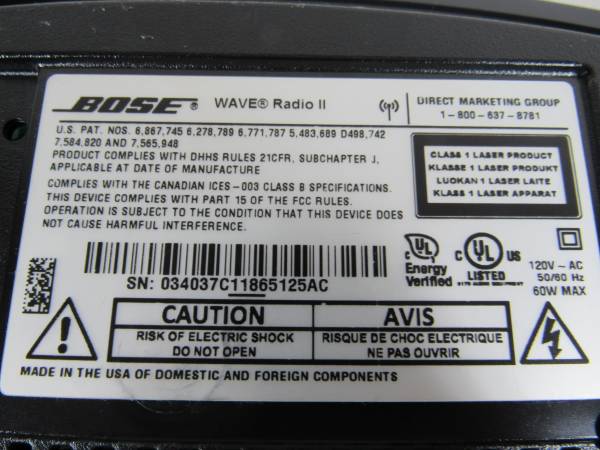 BOSE® WAVE® Radio II
DIRECT MARKETING GROUP
1-800-637-8781
U.S. PAT. NOS. 6,867,745 6,278,789 6,771,787 5,483,689 D498,742
7,584,820 AND 7,565,948
PRODUCT COMPLIES WITH DHHS RULES 21CFR, SUBCHAPTER J,
APPLICABLE AT DATE OF MANUFACTURE
COMPLIES WITH THE CANADIAN ICES-003 CLASS B SPECIFICATIONS.
THIS DEVICE COMPLIES WITH PART 15 OF THE FCC RULES.
OPERATION IS SUBJECT TO THE CONDITION THAT THIS DEVICE DOES
NOT CAUSE HARMFUL INTERFERENCE.
CLASS 1 LASER PRODUCT
KLASSE 1 LASER PRODUKT
LUOKAN 1 LASER LAITE
KLASS 1 LASER APPARAT
SN: 034037C11865125AC
C UL
Energy
Verified
C UL US
LISTED
120V ~ AC
50/60 Hz
60W MAX
CAUTION
RISK OF ELECTRIC SHOCK
DO NOT OPEN
AVIS
RISQUE DE CHOC ELECTRIQUE
NE PAS OUVRIR
MADE IN THE USA OF DOMESTIC AND FOREIGN COMPONENTS